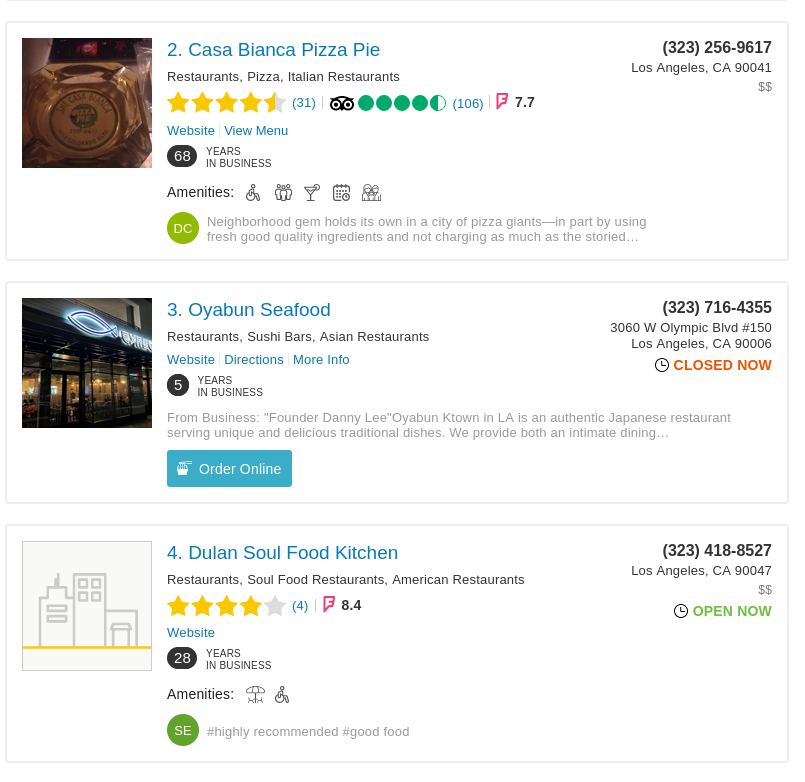 2. Casa Bianca Pizza Pie
(323) 256-9617
Restaurants, Pizza, Italian Restaurants
Los Angeles, CA 90041
$$
(31) (106) 7.7
Website View Menu
68 YEARS
IN BUSINESS
Amenities:
DC Neighborhood gem holds its own in a city of pizza giants—in part by using
fresh good quality ingredients and not charging as much as the storied…
3. Oyabun Seafood
(323) 716-4355
Restaurants, Sushi Bars, Asian Restaurants
3060 W Olympic Blvd #150
Los Angeles, CA 90006
Website Directions More Info
CLOSED NOW
5 YEARS
IN BUSINESS
From Business: "Founder Danny Lee"Oyabun Ktown in LA is an authentic Japanese restaurant
serving unique and delicious traditional dishes. We provide both an intimate dining…
Order Online
4. Dulan Soul Food Kitchen
(323) 418-8527
Restaurants, Soul Food Restaurants, American Restaurants
Los Angeles, CA 90047
$$
(4) 8.4
OPEN NOW
Website
28 YEARS
IN BUSINESS
Amenities:
SE #highly recommended #good food